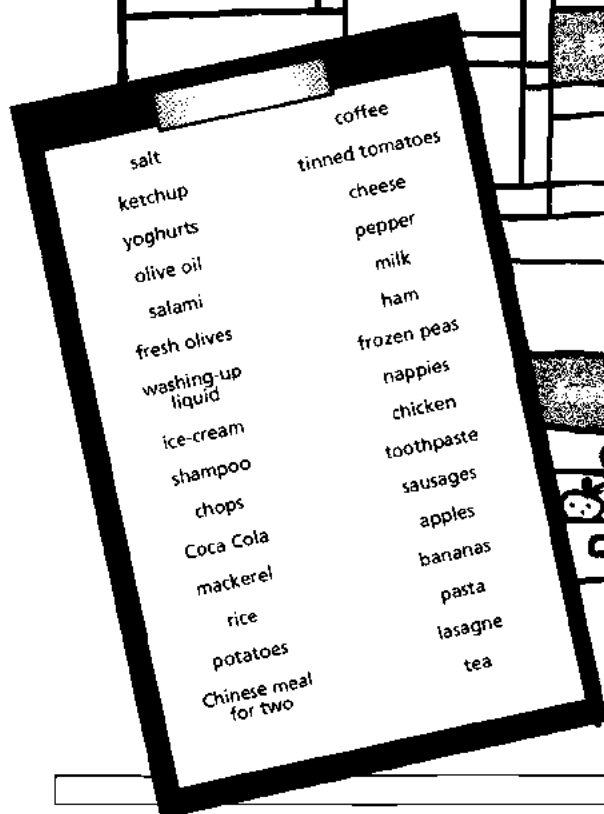 salt
ketchup
yoghurts
olive oil
salami
fresh olives
washing-up
liquid
ice-cream
shampoo
chops
Coca Cola
mackerel
rice
potatoes
Chinese meal
for two
coffee
tinned tomatoes
cheese
pepper
milk
ham
frozen peas
nappies
chicken
toothpaste
sausages
apples
bananas
pasta
lasagne
tea